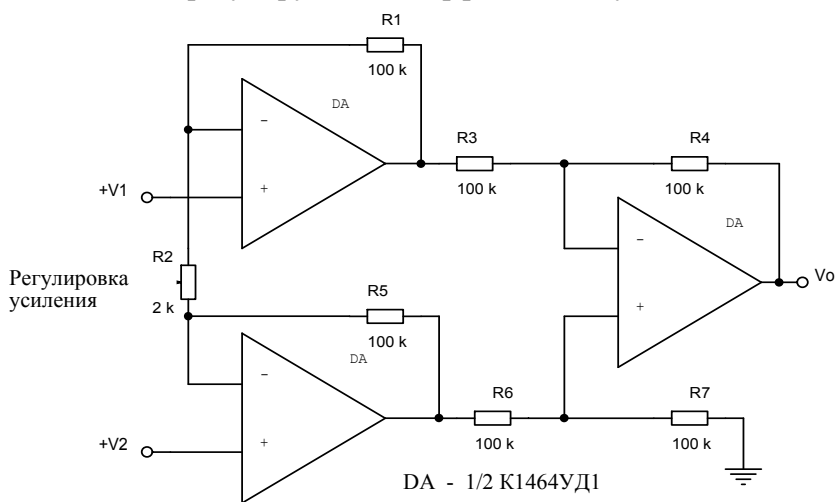 R1
100 k
DA
R3
100 k
R4
100 k
+V1
DA
Регулировка
усиления
R2
2 k
R5
100 k
Vo
DA
R6
100 k
R7
100 k
+V2
DA - 1/2 К1464УД1